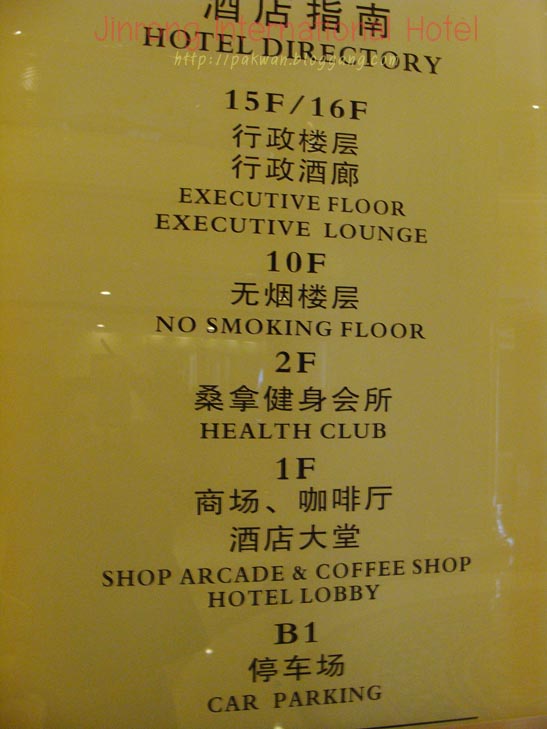 酒店指南
Jinrong International Hotel
HOTEL DIRECTORY
http://pakwan.bloggang.com
15F/16F
行政楼层
行政酒廊
EXECUTIVE FLOOR
EXECUTIVE LOUNGE
10F
无烟楼层
NO SMOKING FLOOR
2F
桑拿健身会所
HEALTH CLUB
1F
商场、咖啡厅
酒店大堂
SHOP ARCADE & COFFEE SHOP
HOTEL LOBBY
B1
停车场
CAR PARKING